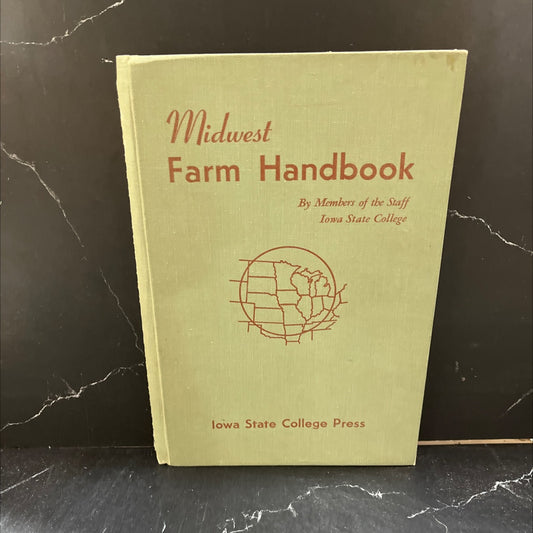 Midwest
Farm Handbook
By Members of the Staff
Iowa State College
Iowa State College Press